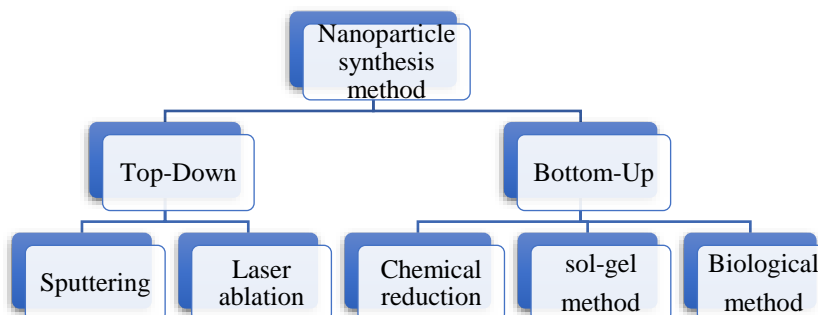 Nanoparticle
synthesis
method
Top-Down
Bottom-Up
Sputtering
Laser
ablation
Chemical
reduction
sol-gel
method
Biological
method